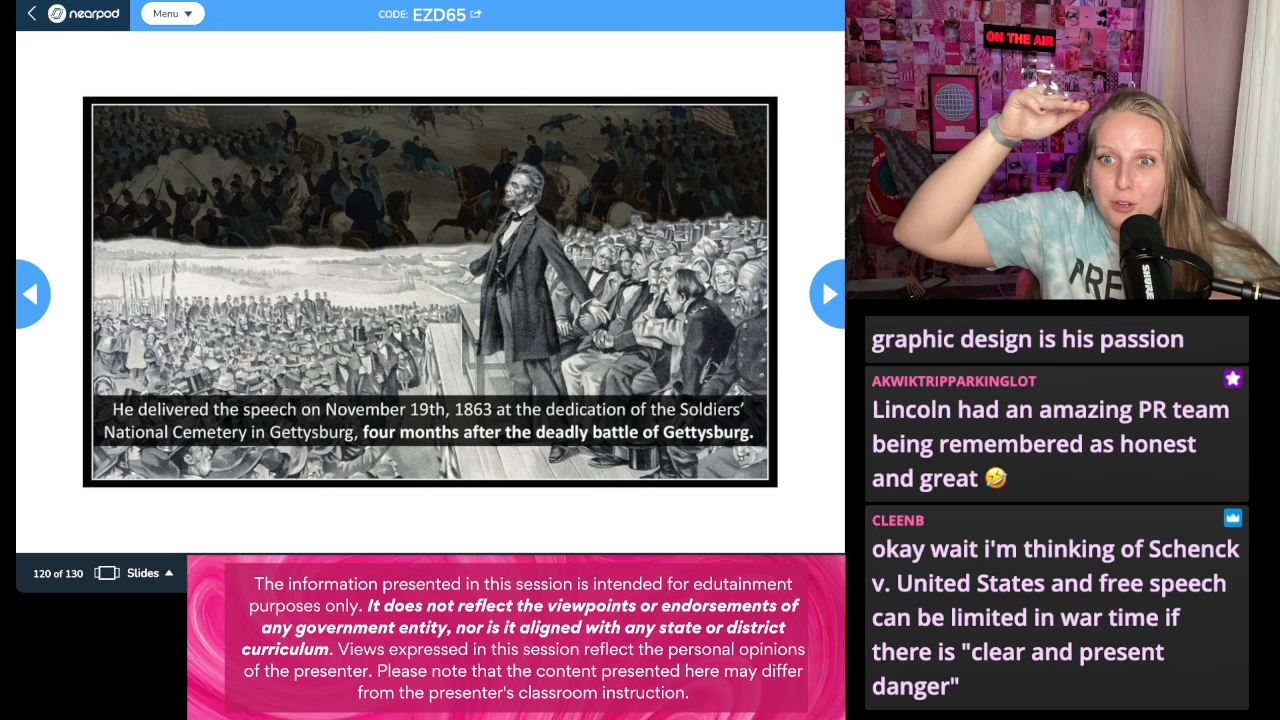 nearpod
Menu
CODE: EZD65
He delivered the speech on November 19th, 1863 at the dedication of the Soldiers'
National Cemetery in Gettysburg, four months after the deadly battle of Gettysburg.
120 of 130
Slides
The information presented in this session is intended for edutainment
purposes only. It does not reflect the viewpoints or endorsements of
any government entity, nor is it aligned with any state or district
curriculum. Views expressed in this session reflect the personal opinions
of the presenter. Please note that the content presented here may differ
from the presenter's classroom instruction.
ON THE AIR
PRE
SHURE
graphic design is his passion
AKWIKTRIPPARKINGLOT
Lincoln had an amazing PR team
being remembered as honest
and great 🤣
CLEENB
okay wait i'm thinking of Schenck
v. United States and free speech
can be limited in war time if
there is "clear and present
danger"